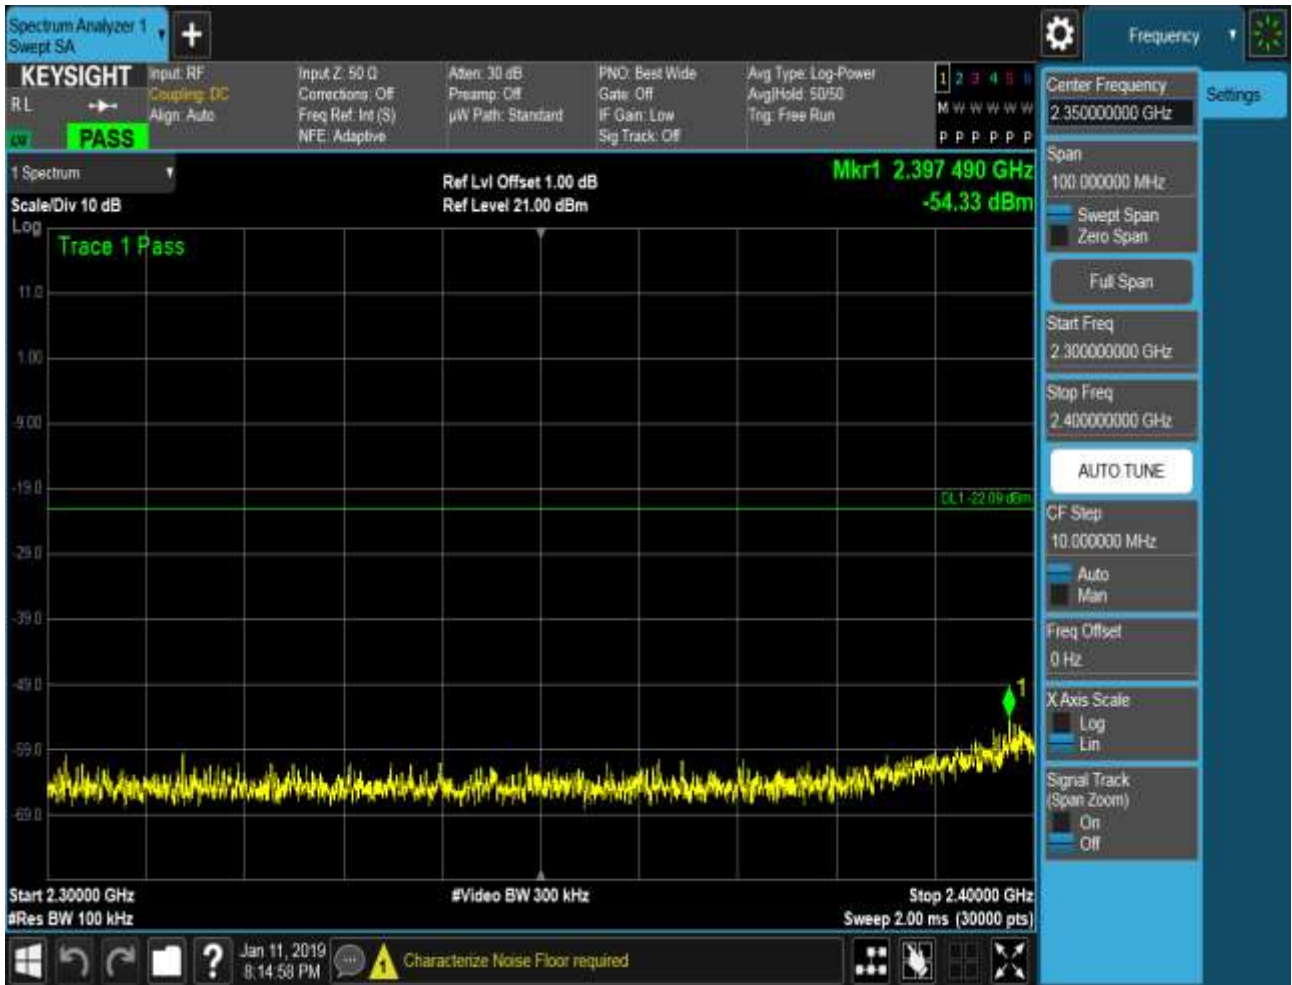 Spectrum Analyzer 1
Swept SA
Frequency
KEYSIGHT
RL
LW
PASS
Input: RF
Coupling: DC
Align: Auto
Input Z: 50 Ω
Corrections: Off
Freq Ref: Int (S)
NFE: Adaptive
Atten: 30 dB
Preamp: Off
µW Path: Standard
PNO: Best Wide
Gate: Off
IF Gain: Low
Sig Track: Off
Avg Type: Log-Power
Avg|Hold: 50/50
Trig: Free Run
1 2 3 4 5 6
M W W W W W
P P P P P P
1 Spectrum
Scale/Div 10 dB
Ref Lvl Offset 1.00 dB
Ref Level 21.00 dBm
Mkr1 2.397 490 GHz
-54.33 dBm
Log
Trace 1 Pass
11.0
1.00
-9.00
-19.0
DL1 -22.09 dBm
-29.0
-39.0
-49.0
1
-59.0
-69.0
Start 2.30000 GHz
#Video BW 300 kHz
Stop 2.40000 GHz
#Res BW 100 kHz
Sweep 2.00 ms (30000 pts)
Jan 11, 2019
8:14:58 PM
1
Characterize Noise Floor required
Center Frequency
2.350000000 GHz
Settings
Span
100.000000 MHz
Swept Span
Zero Span
Full Span
Start Freq
2.300000000 GHz
Stop Freq
2.400000000 GHz
AUTO TUNE
CF Step
10.000000 MHz
Auto
Man
Freq Offset
0 Hz
X Axis Scale
Log
Lin
Signal Track
(Span Zoom)
On
Off